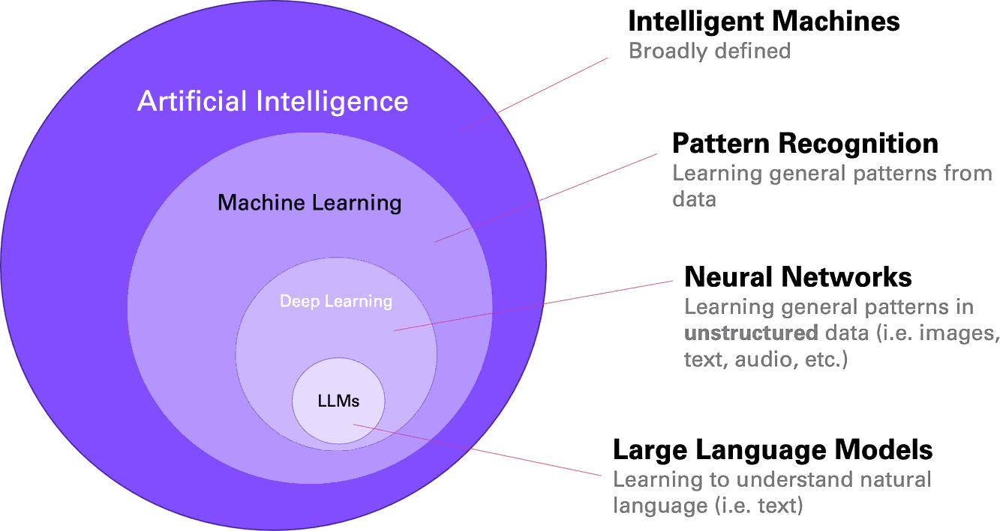 Artificial Intelligence
Machine Learning
Deep Learning
LLMs
Intelligent Machines
Broadly defined
Pattern Recognition
Learning general patterns from
data
Neural Networks
Learning general patterns in
unstructured data (i.e. images,
text, audio, etc.)
Large Language Models
Learning to understand natural
language (i.e. text)